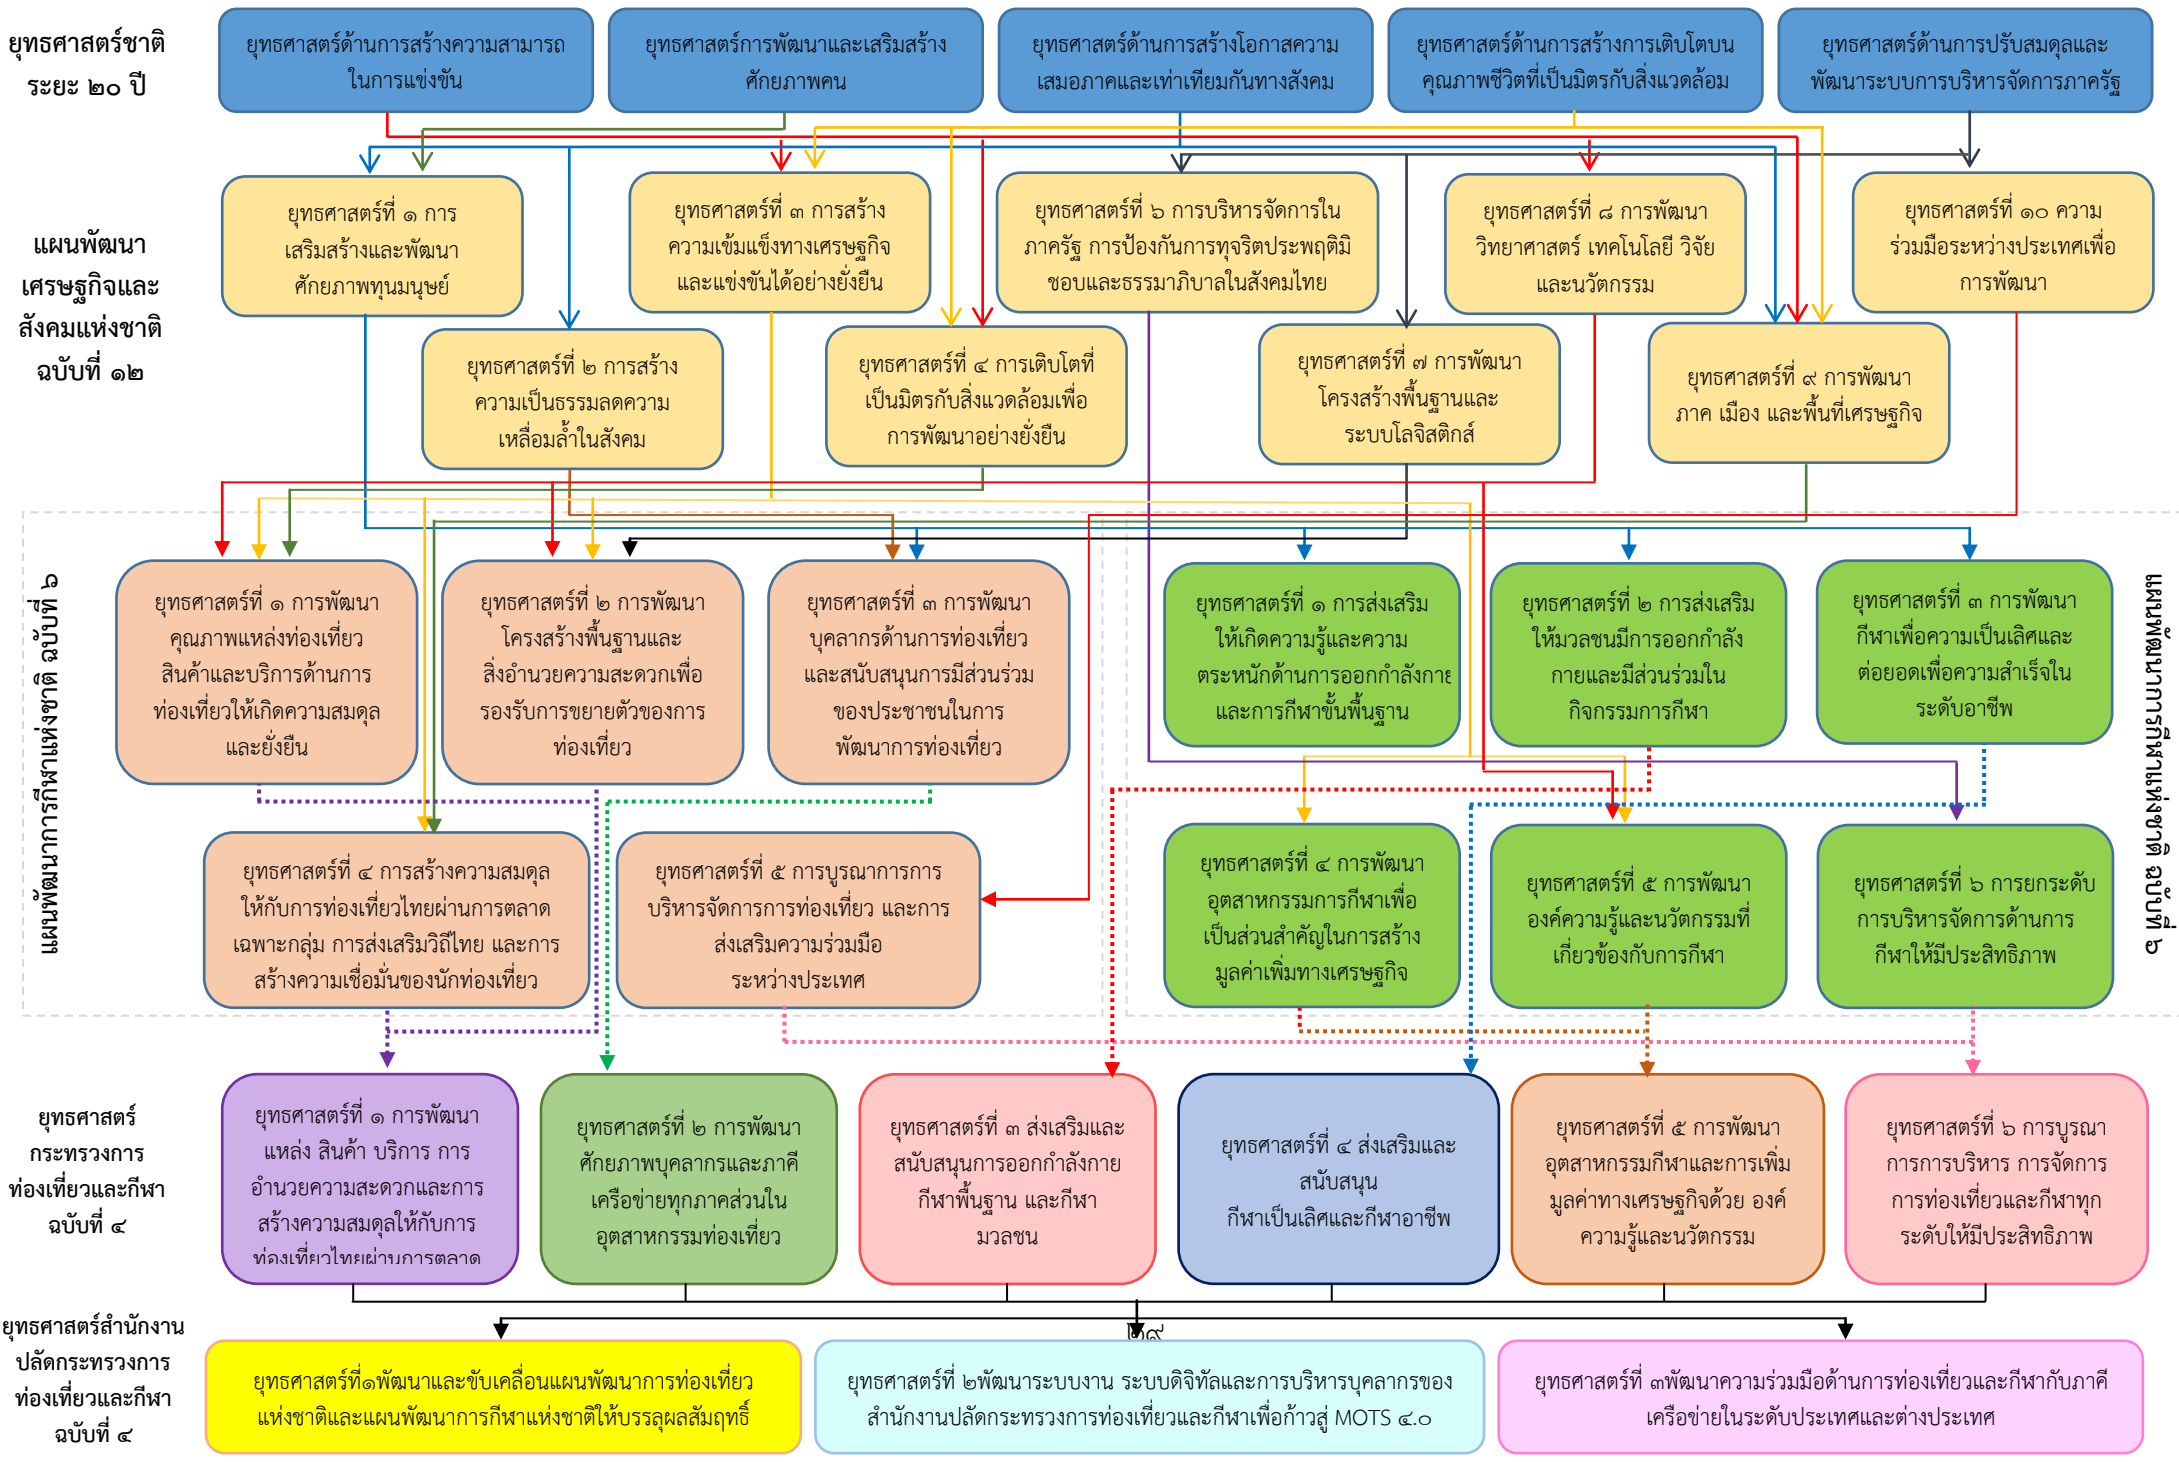 ยุทธศาสตร์ชาติ
ระยะ ๒๐ ปี
ยุทธศาสตร์ด้านการสร้างความสามารถ
ในการแข่งขัน
ยุทธศาสตร์การพัฒนาและเสริมสร้าง
ศักยภาพคน
ยุทธศาสตร์ด้านการสร้างโอกาสความ
เสมอภาคและเท่าเทียมกันทางสังคม
ยุทธศาสตร์ด้านการสร้างการเติบโตบน
คุณภาพชีวิตที่เป็นมิตรกับสิ่งแวดล้อม
ยุทธศาสตร์ด้านการปรับสมดุลและ
พัฒนาระบบการบริหารจัดการภาครัฐ
แผนพัฒนา
เศรษฐกิจและ
สังคมแห่งชาติ
ฉบับที่ ๑๒
ยุทธศาสตร์ที่ ๑ การ
เสริมสร้างและพัฒนา
ศักยภาพทุนมนุษย์
ยุทธศาสตร์ที่ ๓ การสร้าง
ความเข้มแข็งทางเศรษฐกิจ
และแข่งขันได้อย่างยั่งยืน
ยุทธศาสตร์ที่ ๖ การบริหารจัดการใน
ภาครัฐ การป้องกันการทุจริตประพฤติมิ
ชอบและธรรมาภิบาลในสังคมไทย
ยุทธศาสตร์ที่ ๘ การพัฒนา
วิทยาศาสตร์ เทคโนโลยี วิจัย
และนวัตกรรม
ยุทธศาสตร์ที่ ๑๐ ความ
ร่วมมือระหว่างประเทศเพื่อ
การพัฒนา
ยุทธศาสตร์ที่ ๒ การสร้าง
ความเป็นธรรมลดความ
เหลื่อมล้ำในสังคม
ยุทธศาสตร์ที่ ๔ การเติบโตที่
เป็นมิตรกับสิ่งแวดล้อมเพื่อ
การพัฒนาอย่างยั่งยืน
ยุทธศาสตร์ที่ ๗ การพัฒนา
โครงสร้างพื้นฐานและ
ระบบโลจิสติกส์
ยุทธศาสตร์ที่ ๙ การพัฒนา
ภาค เมือง และพื้นที่เศรษฐกิจ
แผนพัฒนาการกีฬาแห่งชาติ ฉบับที่ ๖
ยุทธศาสตร์ที่ ๑ การพัฒนา
คุณภาพแหล่งท่องเที่ยว
สินค้าและบริการด้านการ
ท่องเที่ยวให้เกิดความสมดุล
และยั่งยืน
ยุทธศาสตร์ที่ ๒ การพัฒนา
โครงสร้างพื้นฐานและ
สิ่งอำนวยความสะดวกเพื่อ
รองรับการขยายตัวของการ
ท่องเที่ยว
ยุทธศาสตร์ที่ ๓ การพัฒนา
บุคลากรด้านการท่องเที่ยว
และสนับสนุนการมีส่วนร่วม
ของประชาชนในการ
พัฒนาการท่องเที่ยว
ยุทธศาสตร์ที่ ๑ การส่งเสริม
ให้เกิดความรู้และความ
ตระหนักด้านการออกกำลังกาย
และการกีฬาขั้นพื้นฐาน
ยุทธศาสตร์ที่ ๒ การส่งเสริม
ให้มวลชนมีการออกกำลัง
กายและมีส่วนร่วมใน
กิจกรรมการกีฬา
ยุทธศาสตร์ที่ ๓ การพัฒนา
กีฬาเพื่อความเป็นเลิศและ
ต่อยอดเพื่อความสำเร็จใน
ระดับอาชีพ
แผนพัฒนาการกีฬาแห่งชาติ ฉบับที่ ๖
ยุทธศาสตร์ที่ ๔ การสร้างความสมดุล
ให้กับการท่องเที่ยวไทยผ่านการตลาด
เฉพาะกลุ่ม การส่งเสริมวิถีไทย และการ
สร้างความเชื่อมั่นของนักท่องเที่ยว
ยุทธศาสตร์ที่ ๕ การบูรณาการการ
บริหารจัดการการท่องเที่ยว และการ
ส่งเสริมความร่วมมือ
ระหว่างประเทศ
ยุทธศาสตร์ที่ ๔ การพัฒนา
อุตสาหกรรมการกีฬาเพื่อ
เป็นส่วนสำคัญในการสร้าง
มูลค่าเพิ่มทางเศรษฐกิจ
ยุทธศาสตร์ที่ ๕ การพัฒนา
องค์ความรู้และนวัตกรรมที่
เกี่ยวข้องกับการกีฬา
ยุทธศาสตร์ที่ ๖ การยกระดับ
การบริหารจัดการด้านการ
กีฬาให้มีประสิทธิภาพ
ยุทธศาสตร์
กระทรวงการ
ท่องเที่ยวและกีฬา
ฉบับที่ ๔
ยุทธศาสตร์ที่ ๑ การพัฒนา
แหล่ง สินค้า บริการ การ
อำนวยความสะดวกและการ
สร้างความสมดุลให้กับการ
ท่องเที่ยวไทยผ่านการตลาด
ยุทธศาสตร์ที่ ๒ การพัฒนา
ศักยภาพบุคลากรและภาคี
เครือข่ายทุกภาคส่วนใน
อุตสาหกรรมท่องเที่ยว
ยุทธศาสตร์ที่ ๓ ส่งเสริมและ
สนับสนุนการออกกำลังกาย
กีฬาพื้นฐาน และกีฬา
มวลชน
ยุทธศาสตร์ที่ ๔ ส่งเสริมและ
สนับสนุน
กีฬาเป็นเลิศและกีฬาอาชีพ
ยุทธศาสตร์ที่ ๕ การพัฒนา
อุตสาหกรรมกีฬาและการเพิ่ม
มูลค่าทางเศรษฐกิจด้วย องค์
ความรู้และนวัตกรรม
ยุทธศาสตร์ที่ ๖ การบูรณา
การการบริหาร การจัดการ
การท่องเที่ยวและกีฬาทุก
ระดับให้มีประสิทธิภาพ
๒๙
ยุทธศาสตร์สำนักงาน
ปลัดกระทรวงการ
ท่องเที่ยวและกีฬา
ฉบับที่ ๔
ยุทธศาสตร์ที่๑พัฒนาและขับเคลื่อนแผนพัฒนาการท่องเที่ยว
แห่งชาติและแผนพัฒนาการกีฬาแห่งชาติให้บรรลุผลสัมฤทธิ์
ยุทธศาสตร์ที่ ๒พัฒนาระบบงาน ระบบดิจิทัลและการบริหารบุคลากรของ
สำนักงานปลัดกระทรวงการท่องเที่ยวและกีฬาเพื่อก้าวสู่ MOTS ๔.๐
ยุทธศาสตร์ที่ ๓พัฒนาความร่วมมือด้านการท่องเที่ยวและกีฬากับภาคี
เครือข่ายในระดับประเทศและต่างประเทศ